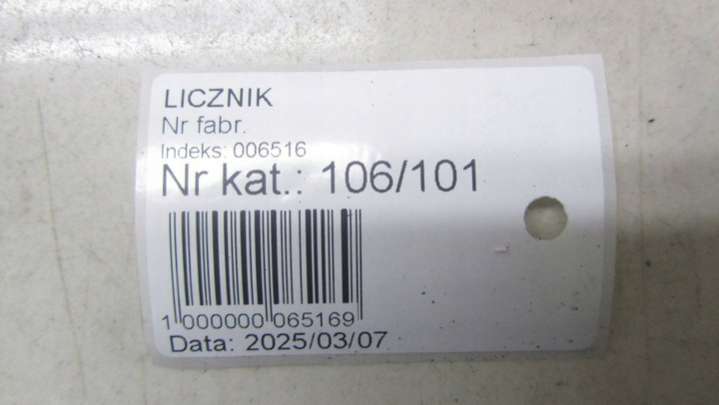 LICZNIK
Nr fabr.
Indeks: 006516
Nr kat.: 106/101
1 000000 065169
Data: 2025/03/07